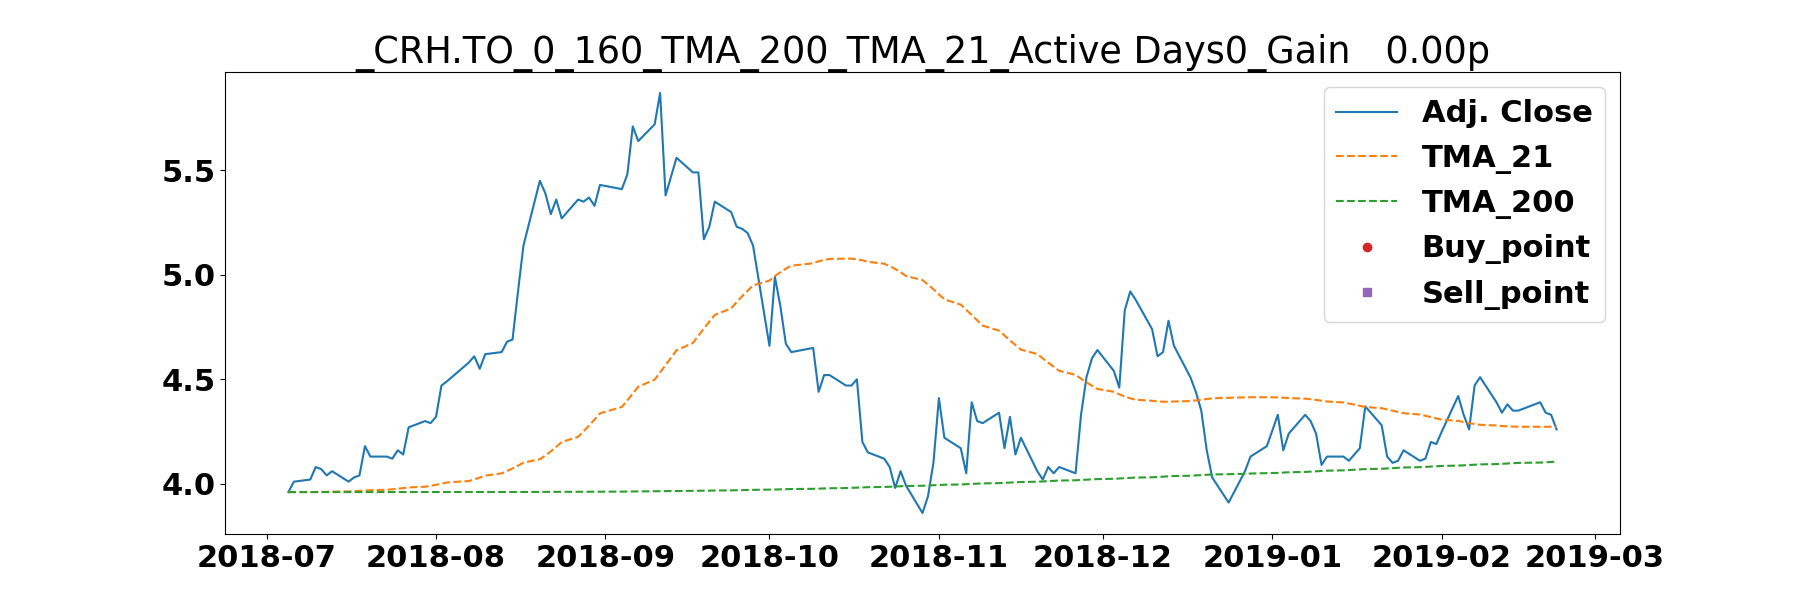 _CRH.TO_0_160_TMA_200_TMA_21_Active Days0_Gain   0.00p
Adj. Close
TMA_21
TMA_200
Buy_point
Sell_point
5.5
5.0
4.5
4.0
2018-07 2018-08 2018-09 2018-10 2018-11 2018-12 2019-01 2019-02 2019-03